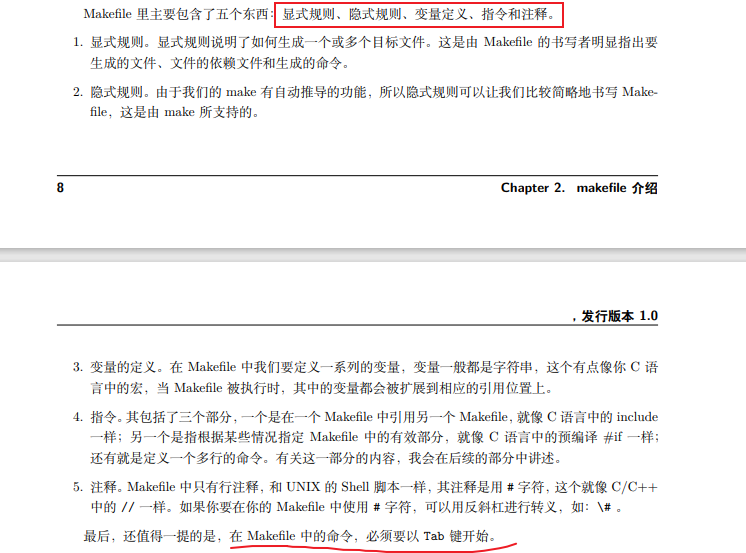 Makefile 里主要包含了五个东西：显式规则、隐式规则、变量定义、指令和注释。
1. 显式规则。显式规则说明了如何生成一个或多个目标文件。这是由 Makefile 的书写者明显指出要
生成的文件、文件的依赖文件和生成的命令。
2. 隐式规则。由于我们的 make 有自动推导的功能，所以隐式规则可以让我们比较简略地书写 Make-
file，这是由 make 所支持的。
8 Chapter 2. makefile 介绍
, 发行版本 1.0
3. 变量的定义。在 Makefile 中我们要定义一系列的变量，变量一般都是字符串，这个有点像你 C 语
言中的宏，当 Makefile 被执行时，其中的变量都会被扩展到相应的引用位置上。
4. 指令。其包括了三个部分，一个是在一个 Makefile 中引用另一个 Makefile，就像 C 语言中的 include
一样；另一个是指根据某些情况指定 Makefile 中的有效部分，就像 C 语言中的预编译 #if 一样；
还有就是定义一个多行的命令。有关这一部分的内容，我会在后续的部分中讲述。
5. 注释。Makefile 中只有行注释，和 UNIX 的 Shell 脚本一样，其注释是用 # 字符，这个就像 C/C++
中的 // 一样。如果你要在你的 Makefile 中使用 # 字符，可以用反斜杠进行转义，如：\# 。
最后，还值得一提的是，在 Makefile 中的命令，必须要以 Tab 键开始。